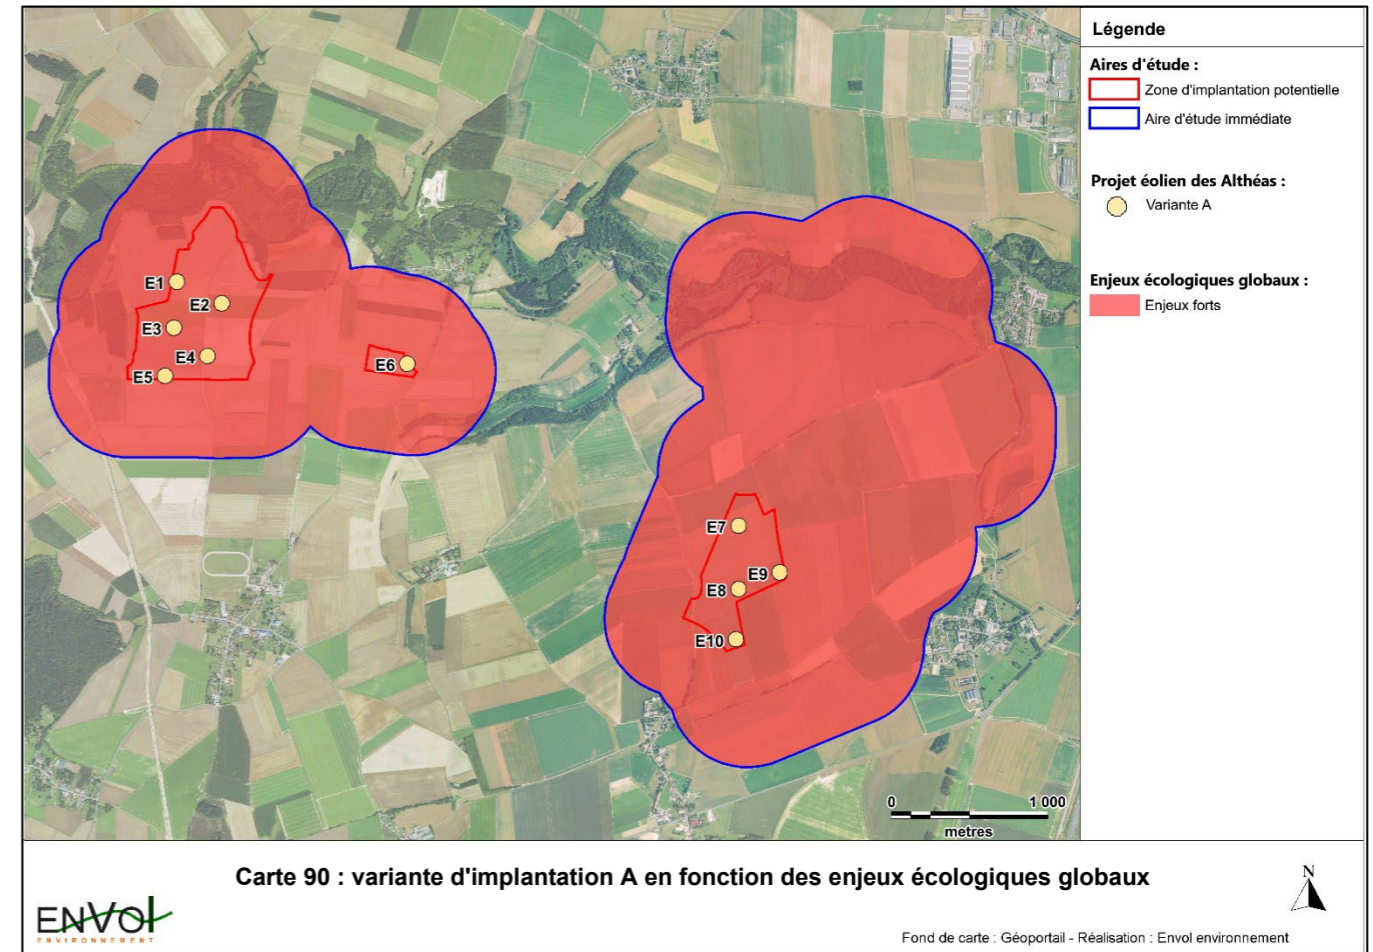 Légende
Aires d'étude :
Zone d'implantation potentielle
Aire d'étude immédiate
Projet éolien des Althéas :
Variante A
Enjeux écologiques globaux :
Enjeux forts
E1
E2
E3
E4
E5
E6
E7
E9
E8
E10
0 1 000
metres
Carte 90 : variante d'implantation A en fonction des enjeux écologiques globaux
N
ENVOl
ENVIRONNEMENT
Fond de carte : Géoportail - Réalisation : Envol environnement